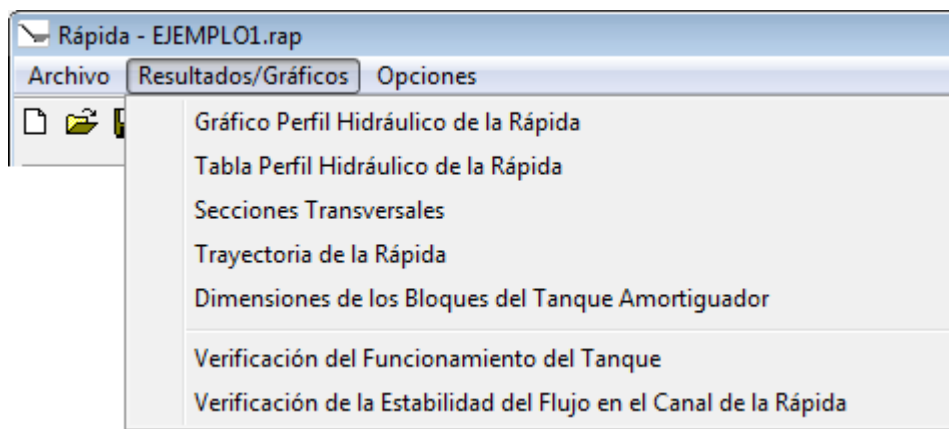 Rápida - EJEMPLO1.rap
Archivo Resultados/Gráficos Opciones
Gráfico Perfil Hidráulico de la Rápida
Tabla Perfil Hidráulico de la Rápida
Secciones Transversales
Trayectoria de la Rápida
Dimensiones de los Bloques del Tanque Amortiguador
Verificación del Funcionamiento del Tanque
Verificación de la Estabilidad del Flujo en el Canal de la Rápida